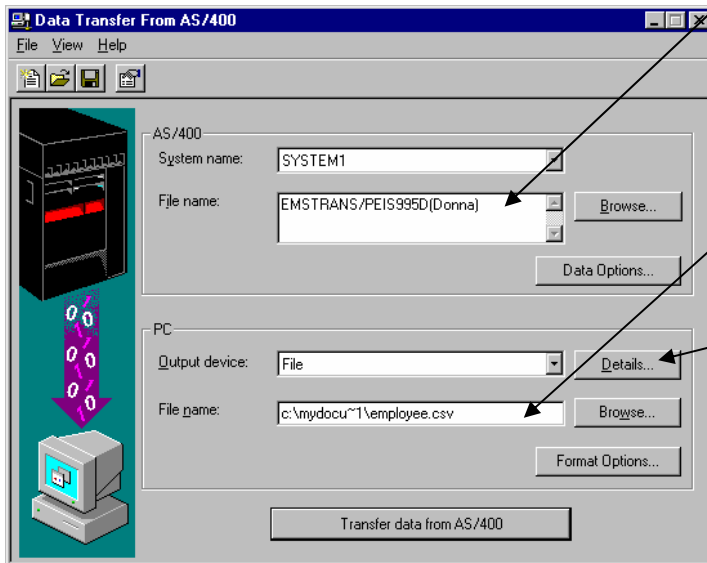 Data Transfer From AS/400
File View Help
AS/400
System name: SYSTEM1
File name: EMSTRANS/PEIS995D(Donna) Browse...
Data Options...
PC
Output device: File Details...
File name: c:\mydocu~1\employee.csv Browse...
Format Options...
Transfer data from AS/400